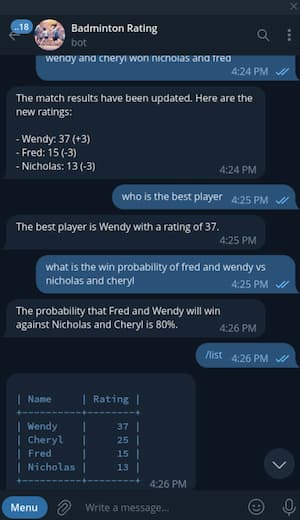 ..18
Badminton Rating
bot
wendy and cheryl won nicholas and fred
4:24 PM
The match results have been updated. Here are the
new ratings:
- Wendy: 37 (+3)
- Fred: 15 (-3)
- Nicholas: 13 (-3)
4:24 PM
who is the best player 4:25 PM
The best player is Wendy with a rating of 37.
4:25 PM
what is the win probability of fred and wendy vs
nicholas and cheryl 4:25 PM
The probability that Fred and Wendy will win
against Nicholas and Cheryl is 80%. 4:26 PM
/list 4:26 PM
| Name | Rating |
+----------+--------+
| Wendy | 37 |
| Cheryl | 25 |
| Fred | 15 |
| Nicholas | 13 |
+----------+--------+
4:26 PM
Menu Write a message...